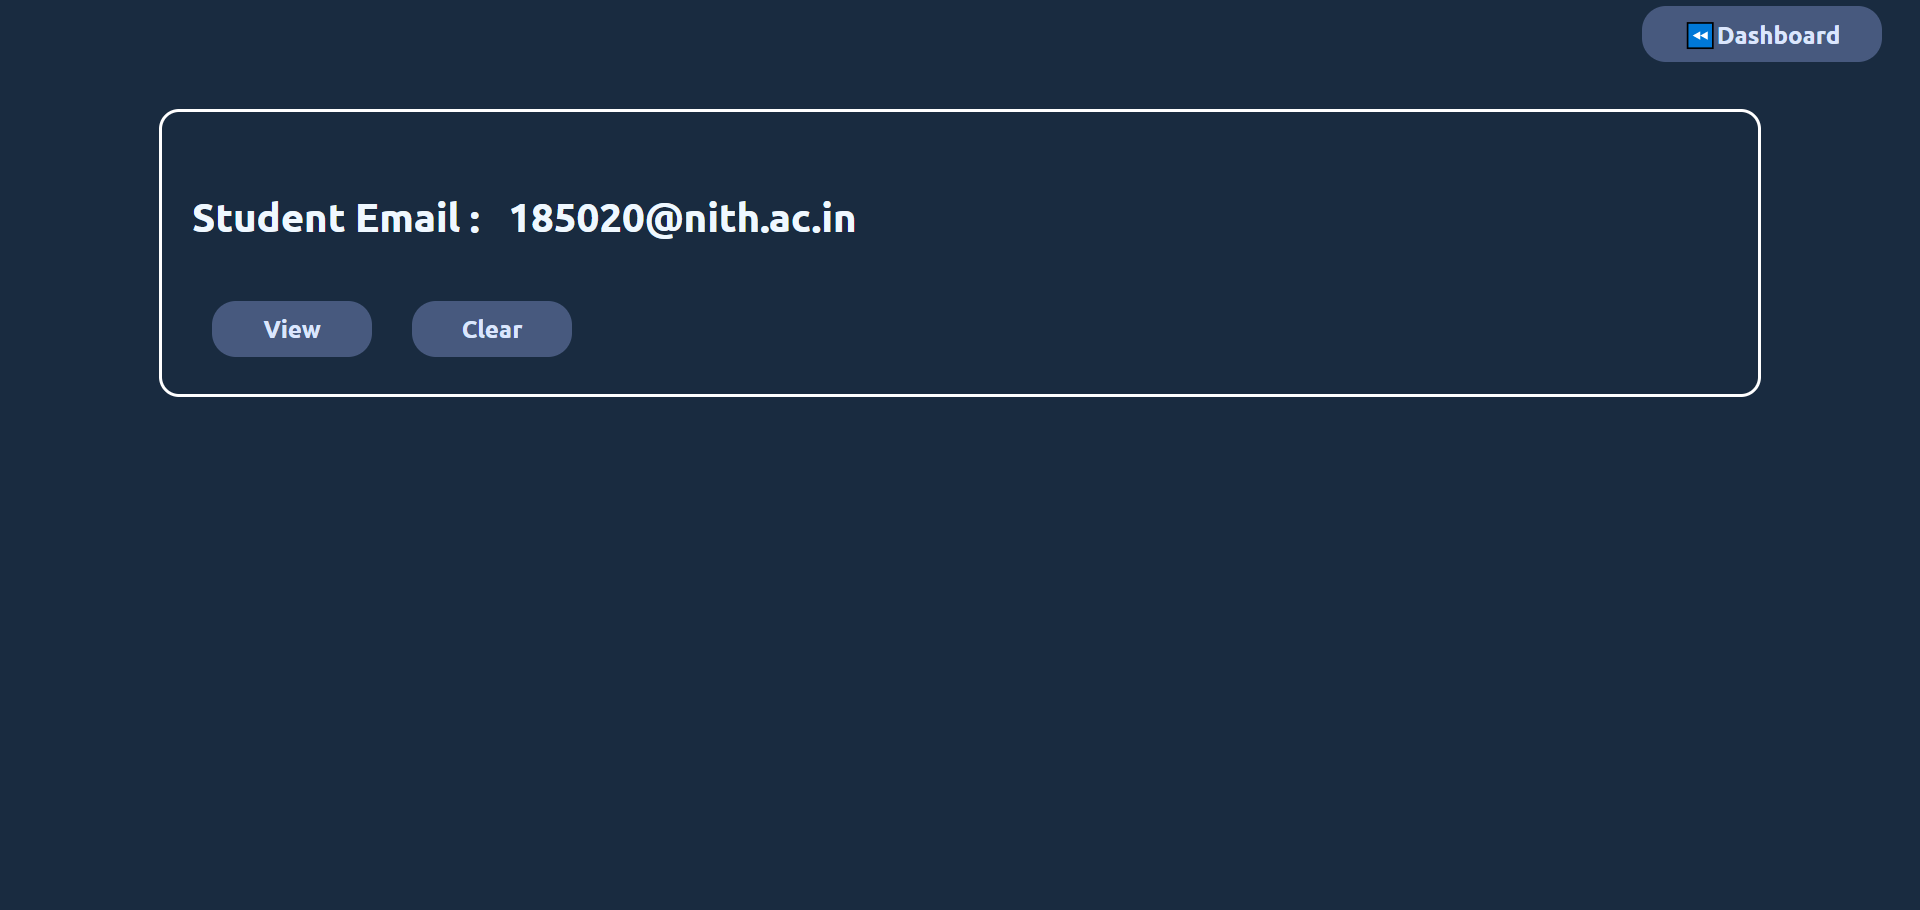 ⏪Dashboard
Student Email : 185020@nith.ac.in
View Clear